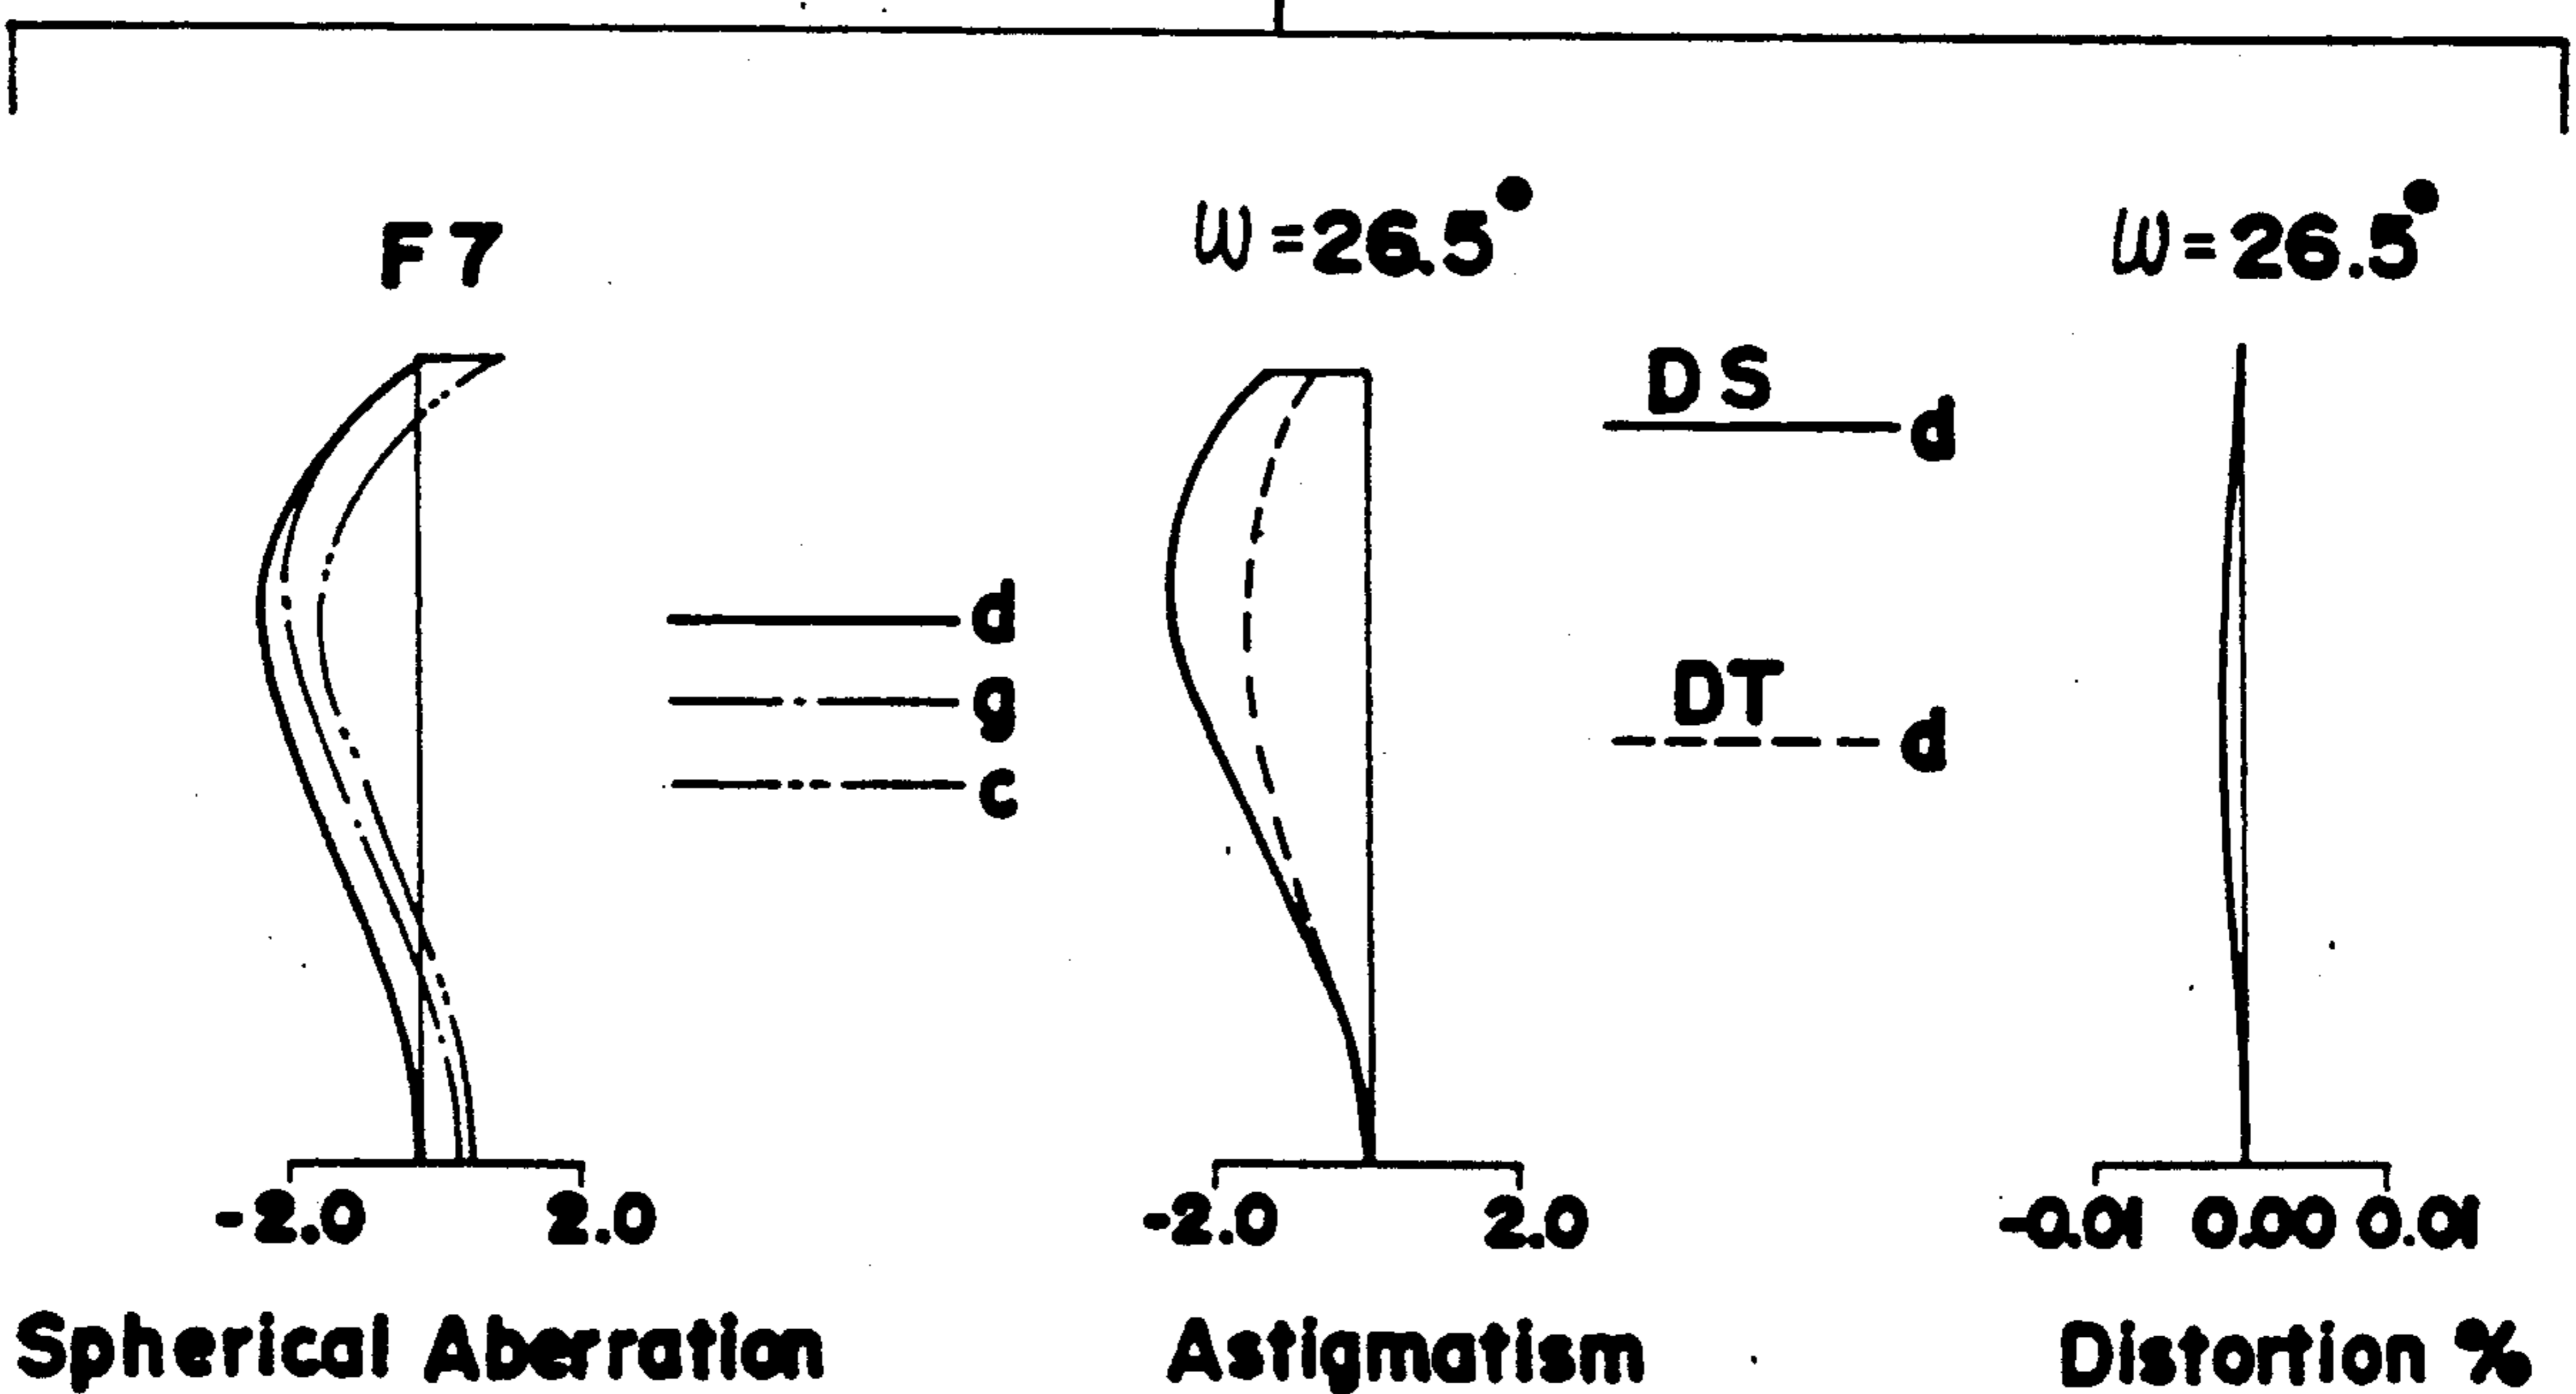 F7
W=26.5°
W=26.5°
d
g
c
DS
d
DT
d
-2.0 2.0
-2.0 2.0
-0.01 0.00 0.01
Spherical Aberration
Astigmatism
Distortion %